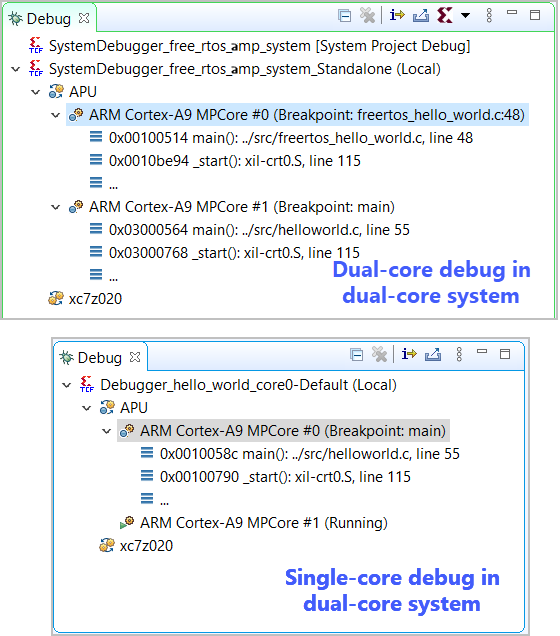 Debug
SystemDebugger_free_rtos_amp_system [System Project Debug]
SystemDebugger_free_rtos_amp_system_Standalone (Local)
APU
ARM Cortex-A9 MPCore #0 (Breakpoint: freertos_hello_world.c:48)
0x00100514 main(): ../src/freertos_hello_world.c, line 48
0x0010be94 _start(): xil-crt0.S, line 115
...
ARM Cortex-A9 MPCore #1 (Breakpoint: main)
0x03000564 main(): ../src/helloworld.c, line 55
0x03000768 _start(): xil-crt0.S, line 115
...
xc7z020
Dual-core debug in
dual-core system
Debug
Debugger_hello_world_core0-Default (Local)
APU
ARM Cortex-A9 MPCore #0 (Breakpoint: main)
0x0010058c main(): ../src/helloworld.c, line 55
0x00100790 _start(): xil-crt0.S, line 115
...
ARM Cortex-A9 MPCore #1 (Running)
xc7z020
Single-core debug in
dual-core system